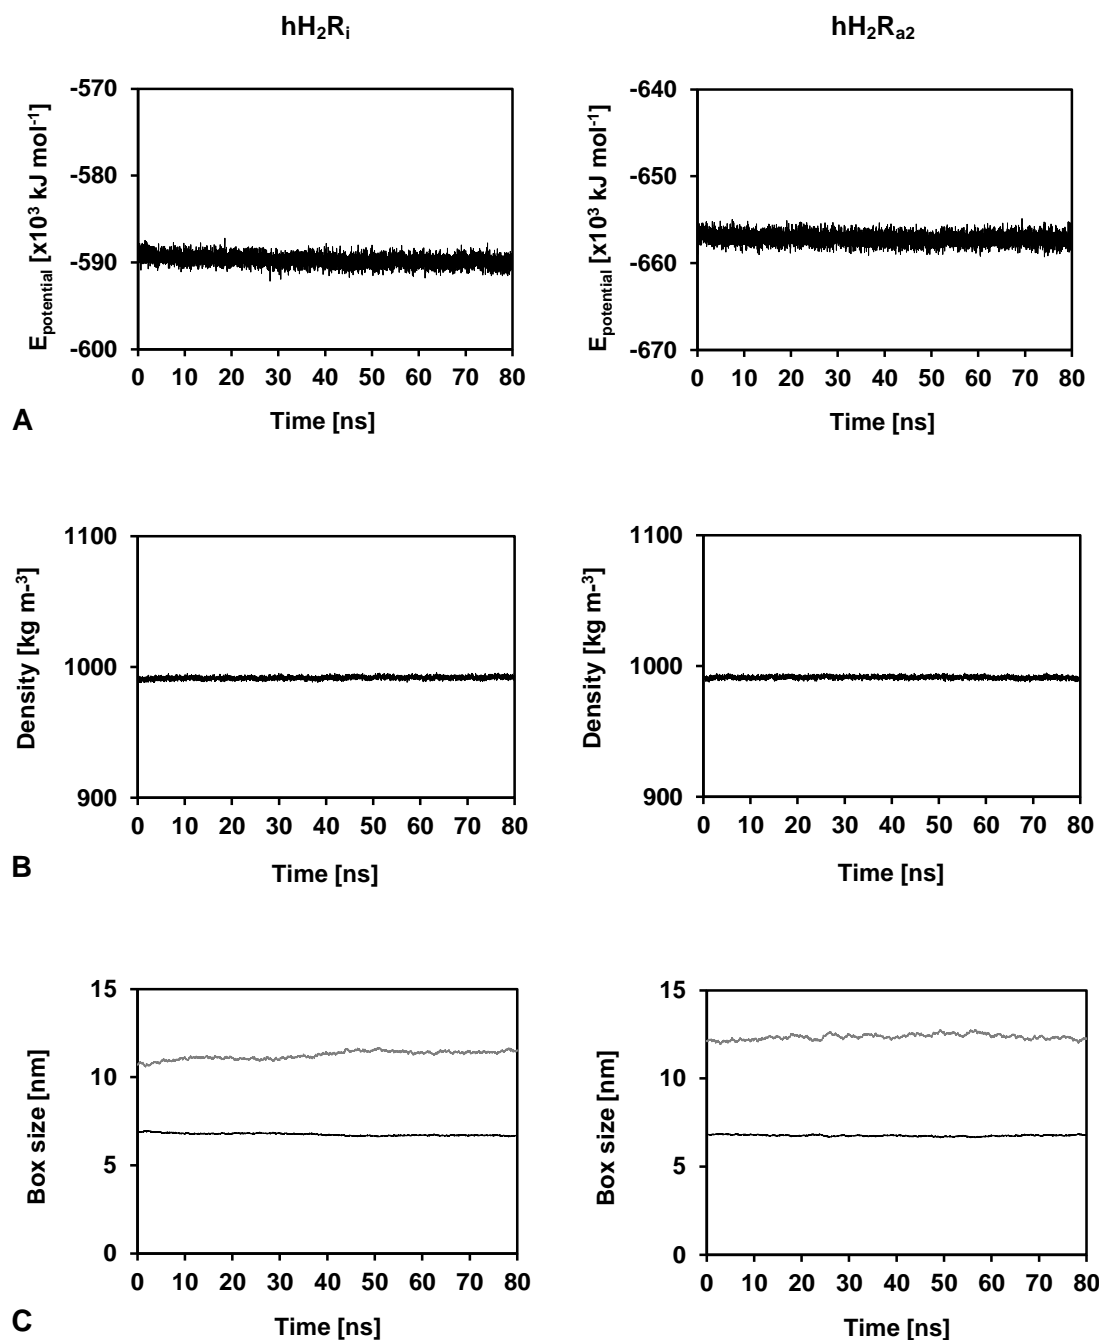 hH₂Rᵢ hH₂Rₐ₂
E_potential [x10³ kJ mol⁻¹]
-570
-580
-590
-600
0 10 20 30 40 50 60 70 80
Time [ns]
E_potential [x10³ kJ mol⁻¹]
-640
-650
-660
-670
0 10 20 30 40 50 60 70 80
Time [ns]
A
Density [kg m-³]
1100
1000
900
0 10 20 30 40 50 60 70 80
Time [ns]
Density [kg m-³]
1100
1000
900
0 10 20 30 40 50 60 70 80
Time [ns]
B
Box size [nm]
15
10
5
0
0 10 20 30 40 50 60 70 80
Time [ns]
Box size [nm]
15
10
5
0
0 10 20 30 40 50 60 70 80
Time [ns]
C